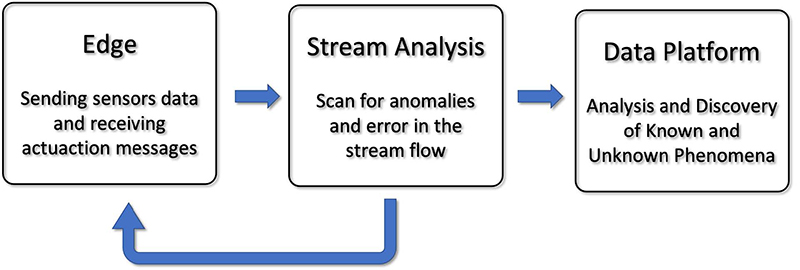 Edge
Sending sensors data
and receiving
actuaction messages
Stream Analysis
Scan for anomalies
and error in the
stream flow
Data Platform
Analysis and Discovery
of Known and
Unknown Phenomena